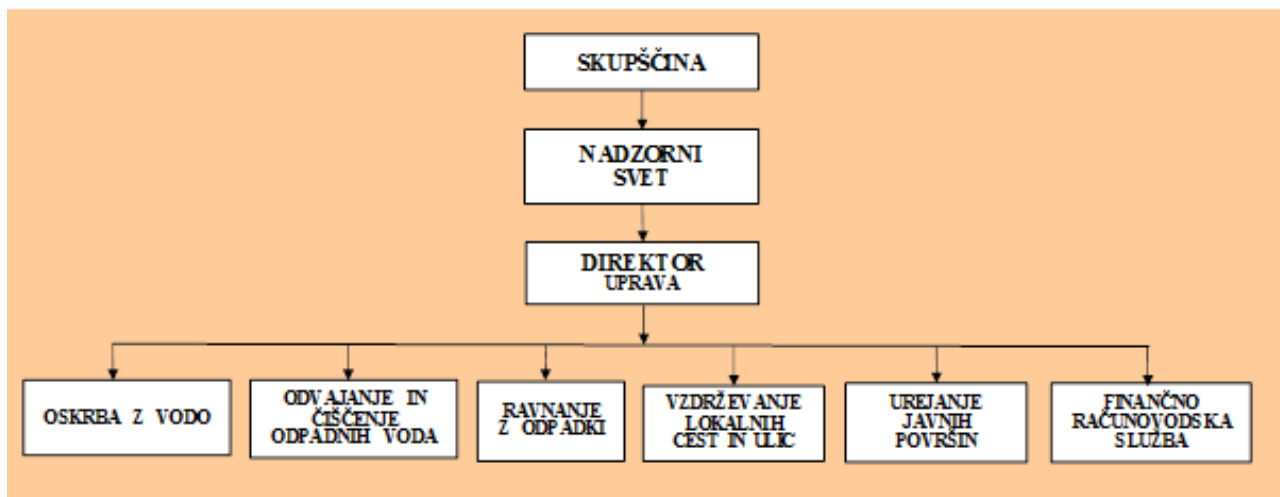 SKUPŠČINA
NADZORNI
SVET
DIREKTOR
UPRAVA
OSKRBA Z VODO
ODVAJANJE IN
ČIŠČENJE
ODPADNIH VODA
RAVNANJE
Z ODPADKI
VZDRŽEVANJE
LOKALNIH
CEST IN ULIC
UREJANJE
JAVNIH
POVRŠIN
FINANČNO
RAČUNOVODSKA
SLUŽBA